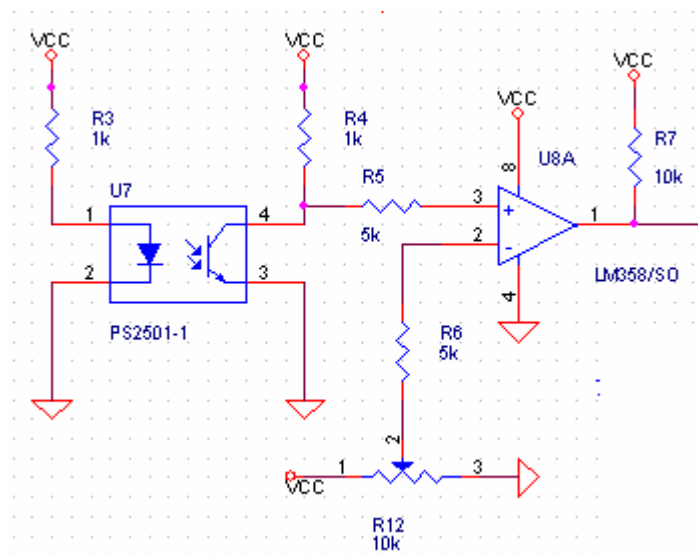 VCC
R3
1k
U7
1
2
4
3
PS2501-1
VCC
R4
1k
R5
5k
VCC
8
U8A
3
+
2
-
1
4
LM358/SO
VCC
R7
10k
R6
5k
2
VCC
1
3
R12
10k